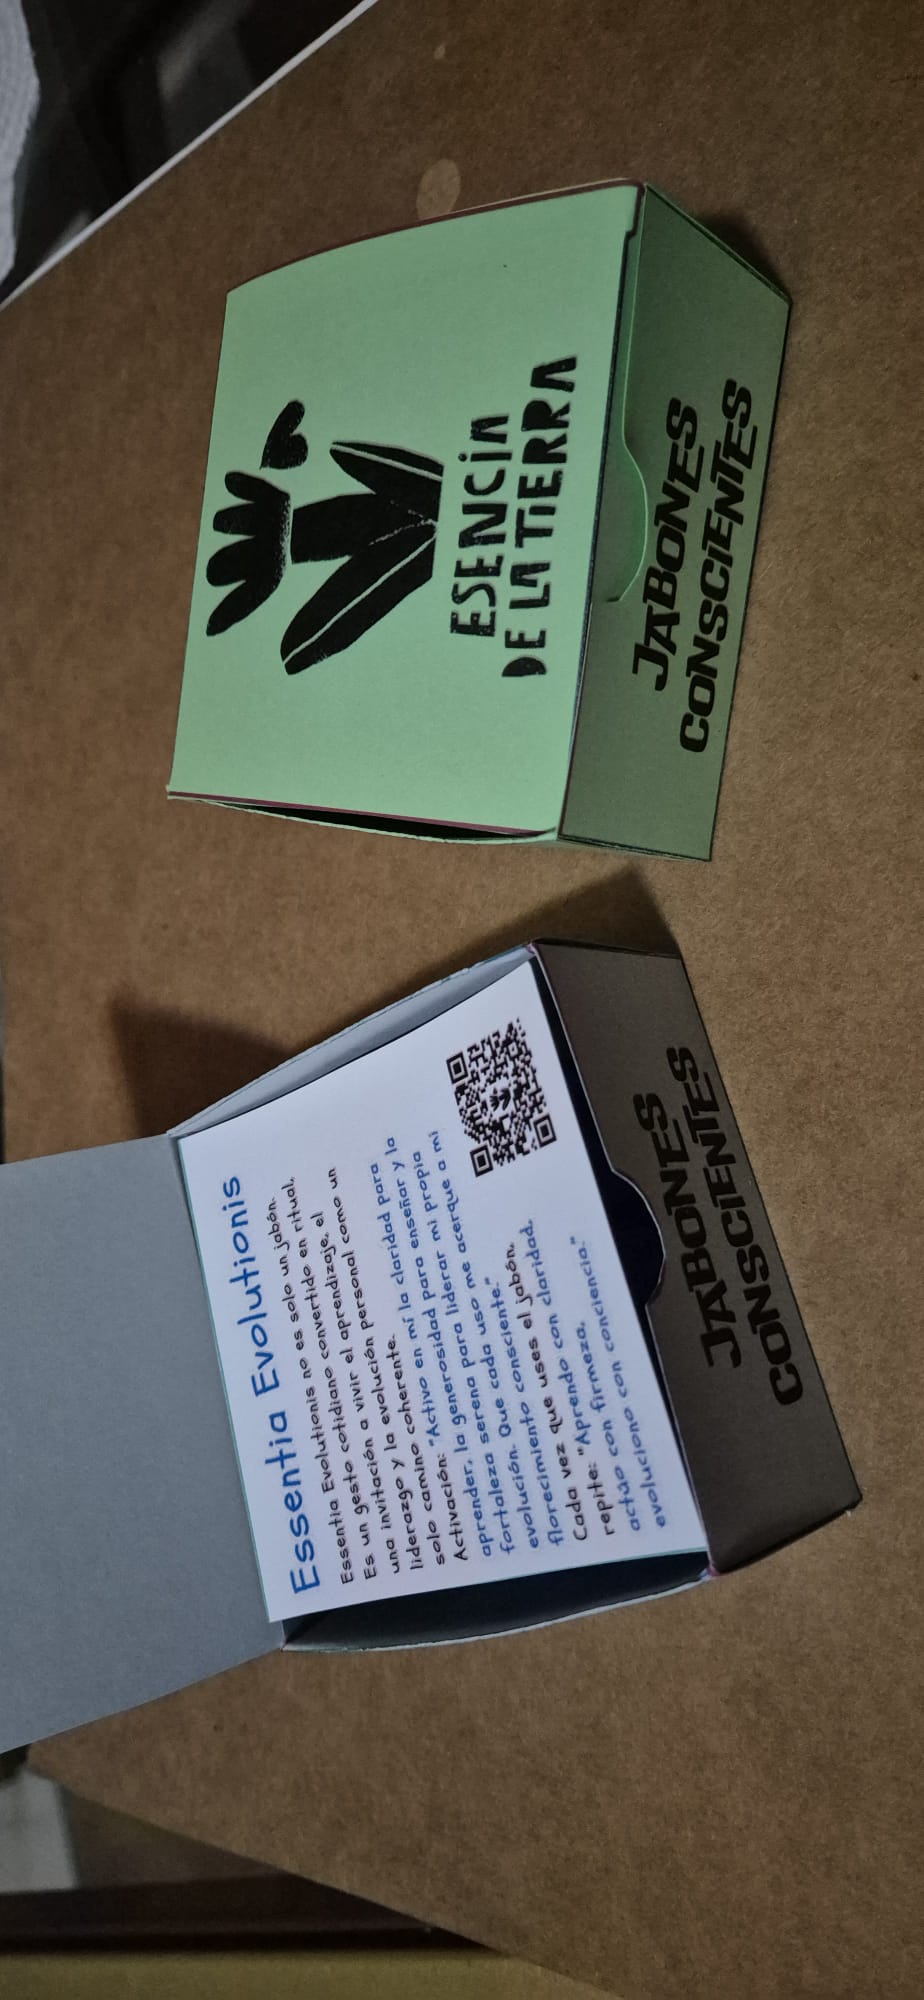 ESENCIA
DE LA TIERRA
JABONES
CONSCIENTES
Essentia Evolutionis
Essentia Evolutionis no es solo un jabón.
Es un gesto cotidiano convertido en ritual,
una invitación a vivir el aprendizaje, el
liderazgo y la evolución personal como un
solo camino coherente.
Activación: "Activo en mí la claridad para
aprender, la generosidad para enseñar y la
fortaleza serena para liderar mi propia
evolución. Que cada uso me acerque a mi
florecimiento consciente."
Cada vez que uses el jabón,
repite: "Aprendo con claridad,
actúo con firmeza,
evoluciono con conciencia."
JABONES
CONSCIENTES